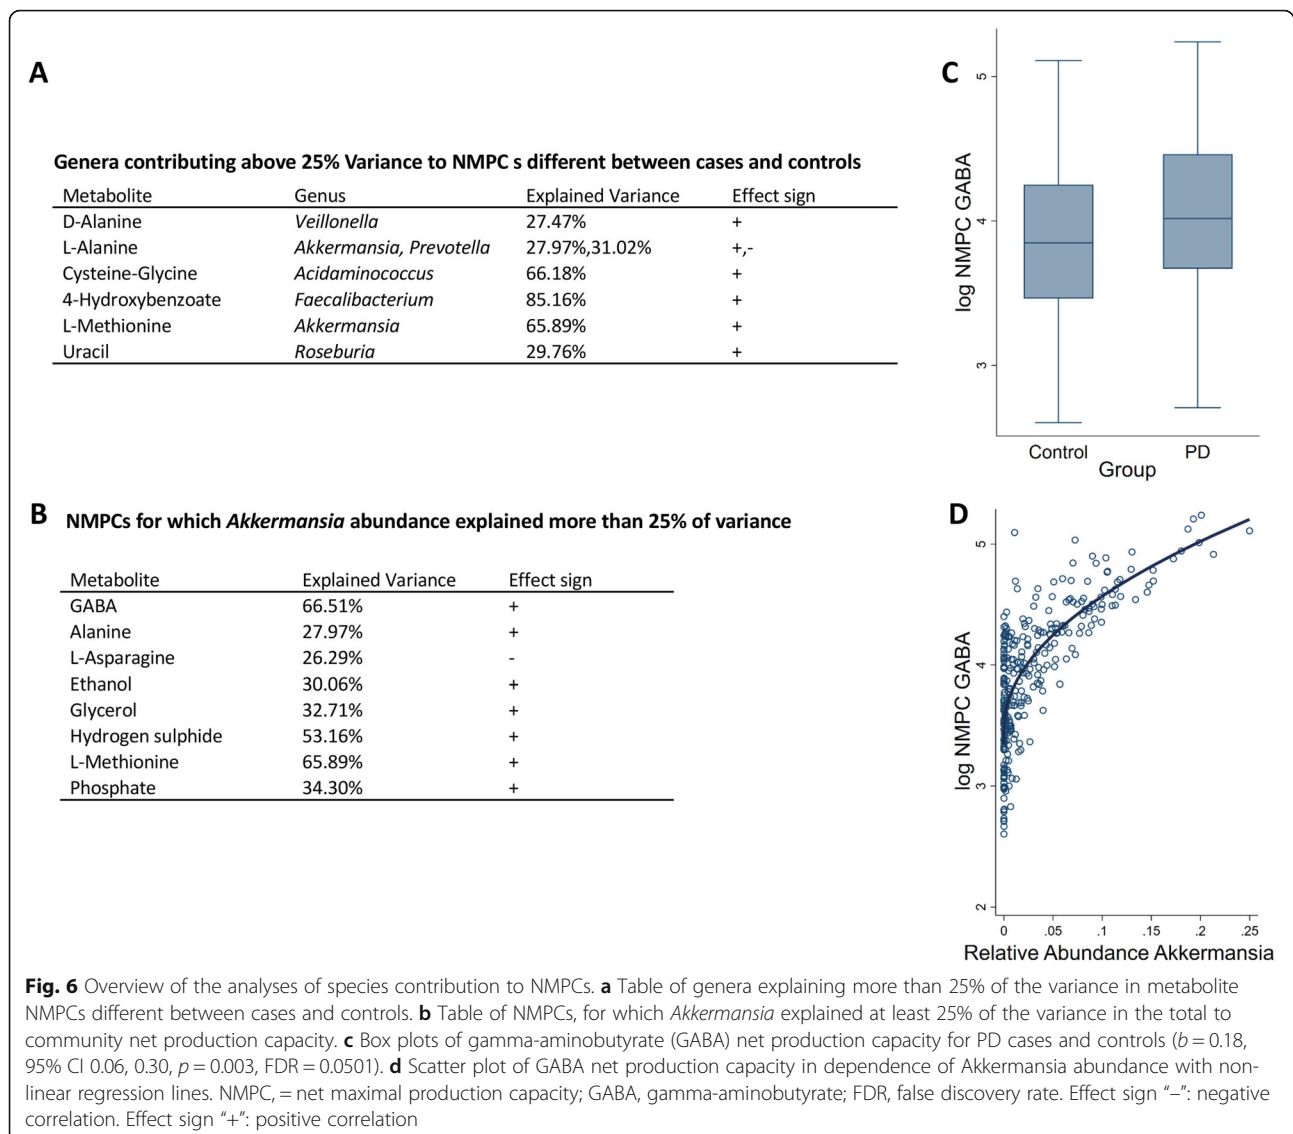 A
Genera contributing above 25% Variance to NMPC s different between cases and controls
Metabolite Genus Explained Variance Effect sign
D-Alanine Veillonella 27.47% +
L-Alanine Akkermansia, Prevotella 27.97%,31.02% +,-
Cysteine-Glycine Acidaminococcus 66.18% +
4-Hydroxybenzoate Faecalibacterium 85.16% +
L-Methionine Akkermansia 65.89% +
Uracil Roseburia 29.76% +
B NMPCs for which Akkermansia abundance explained more than 25% of variance
Metabolite Explained Variance Effect sign
GABA 66.51% +
Alanine 27.97% +
L-Asparagine 26.29% -
Ethanol 30.06% +
Glycerol 32.71% +
Hydrogen sulphide 53.16% +
L-Methionine 65.89% +
Phosphate 34.30% +
C
log NMPC GABA
5
4
3
Control PD
Group
D
log NMPC GABA
5
4
3
2
0 .05 .1 .15 .2 .25
Relative Abundance Akkermansia
Fig. 6 Overview of the analyses of species contribution to NMPCs. a Table of genera explaining more than 25% of the variance in metabolite
NMPCs different between cases and controls. b Table of NMPCs, for which Akkermansia explained at least 25% of the variance in the total to
community net production capacity. c Box plots of gamma-aminobutyrate (GABA) net production capacity for PD cases and controls (b = 0.18,
95% CI 0.06, 0.30, p = 0.003, FDR = 0.0501). d Scatter plot of GABA net production capacity in dependence of Akkermansia abundance with non-
linear regression lines. NMPC, = net maximal production capacity; GABA, gamma-aminobutyrate; FDR, false discovery rate. Effect sign “–”: negative
correlation. Effect sign “+”: positive correlation